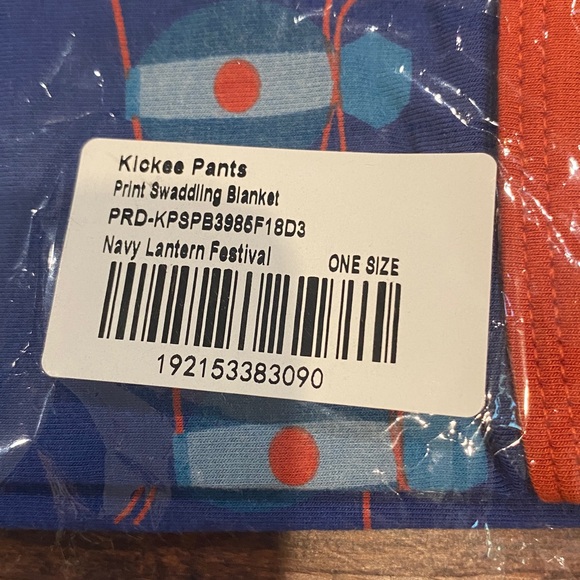 Kickee Pants
Print Swaddling Blanket
PRD-KPSPB3985F18D3
Navy Lantern Festival ONE SIZE
192153383090